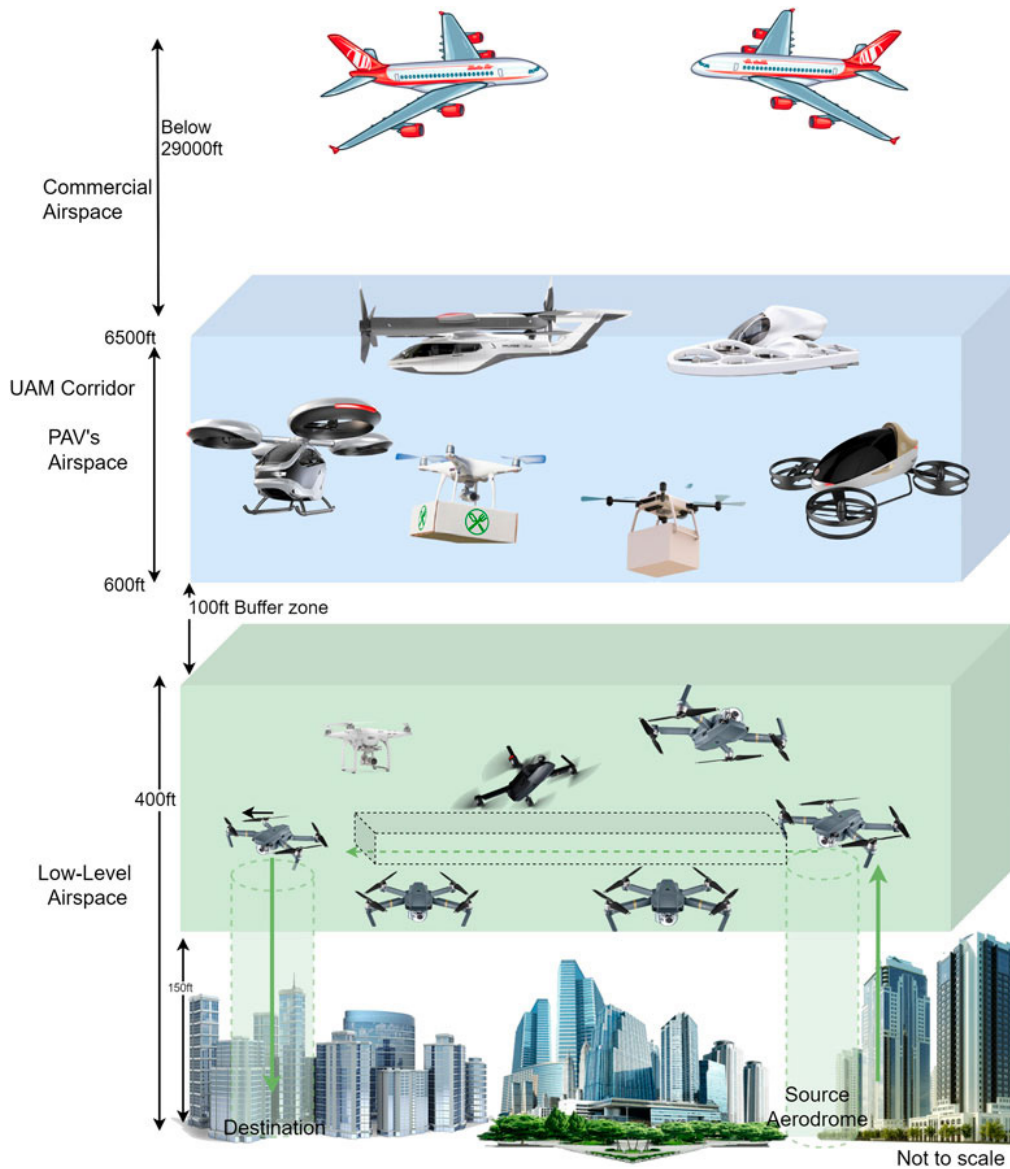 Below
29000ft
Commercial
Airspace
6500ft
UAM Corridor
PAV's
Airspace
600ft
100ft Buffer zone
400ft
Low-Level
Airspace
150ft
Destination
Source
Aerodrome
Not to scale